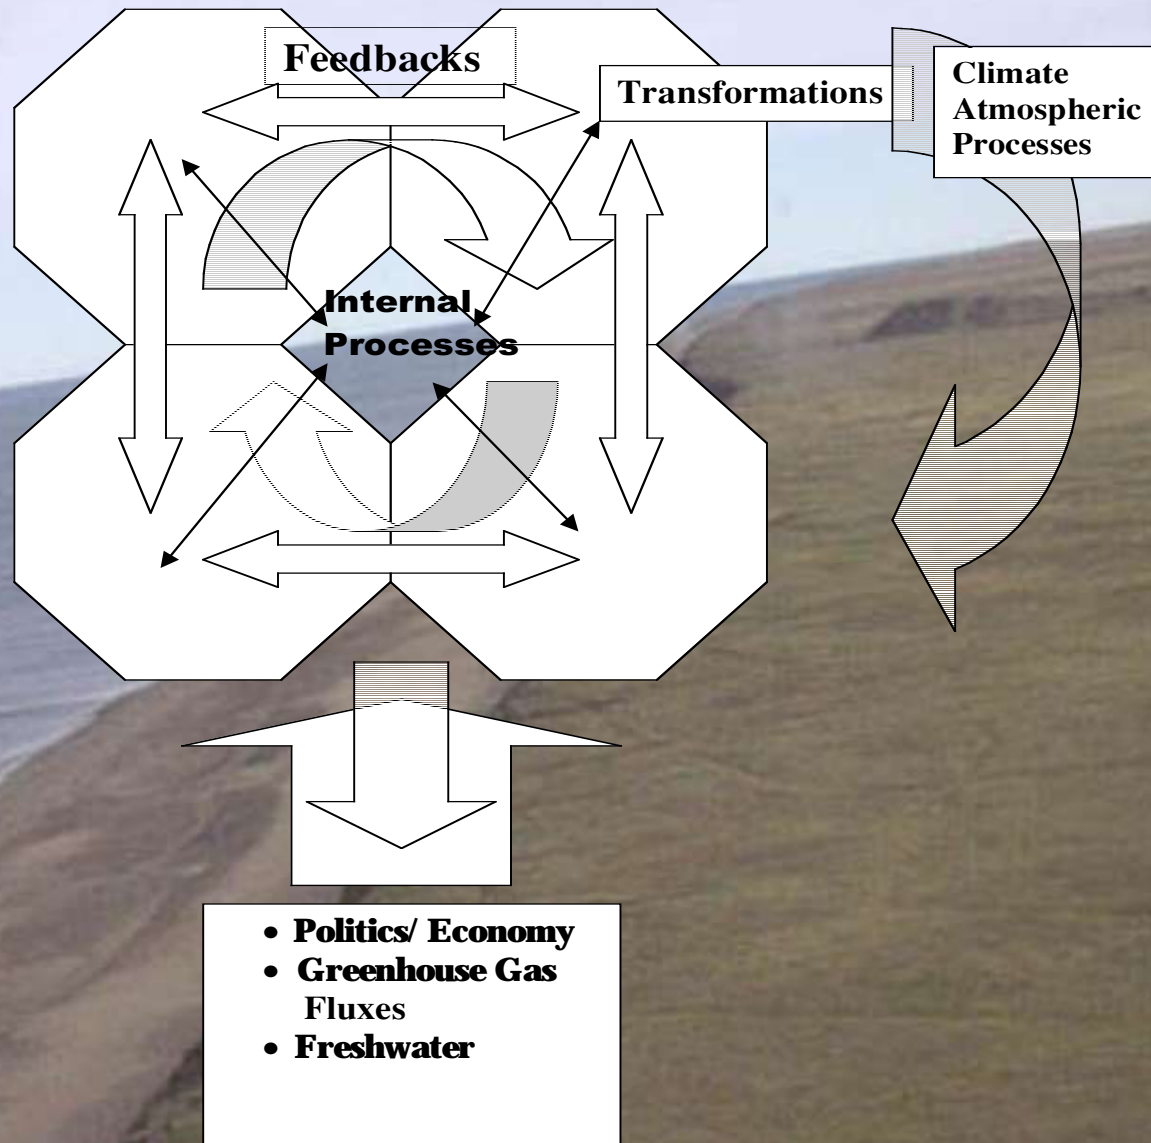 Feedbacks
Transformations
Climate
Atmospheric
Processes
Internal
Processes
• Politics/ Economy
• Greenhouse Gas
Fluxes
• Freshwater